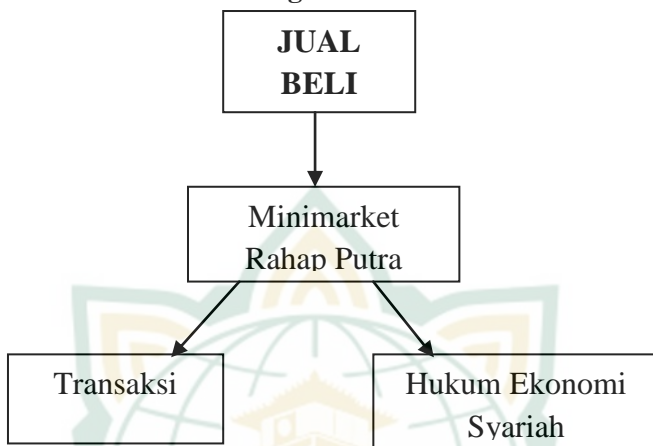 JUAL
BELI
Minimarket
Rahap Putra
Transaksi
Hukum Ekonomi
Syariah